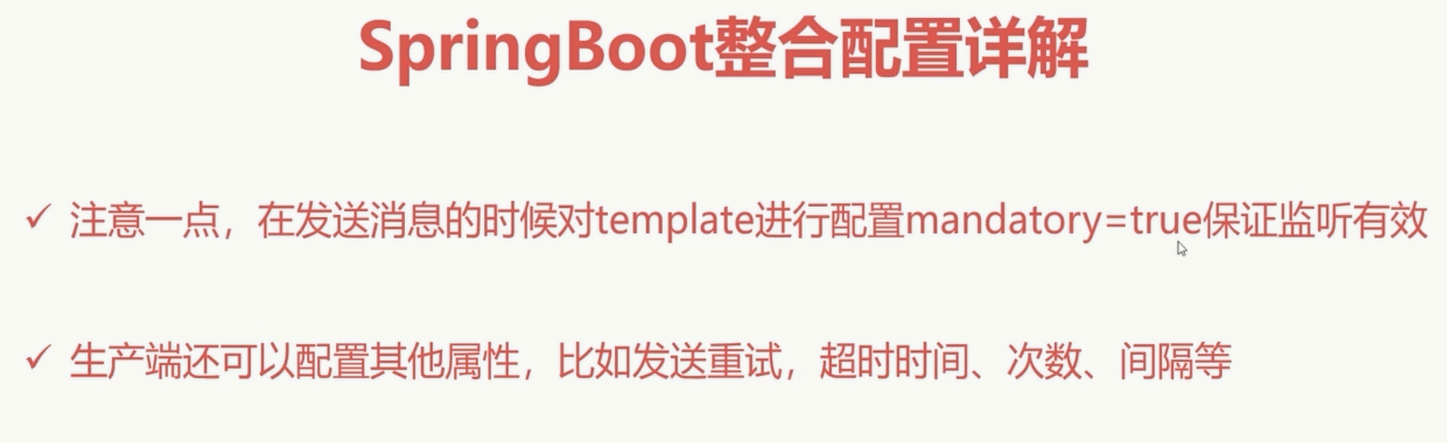 SpringBoot整合配置详解
✓ 注意一点，在发送消息的时候对template进行配置mandatory=true保证监听有效
✓ 生产端还可以配置其他属性，比如发送重试，超时时间、次数、间隔等